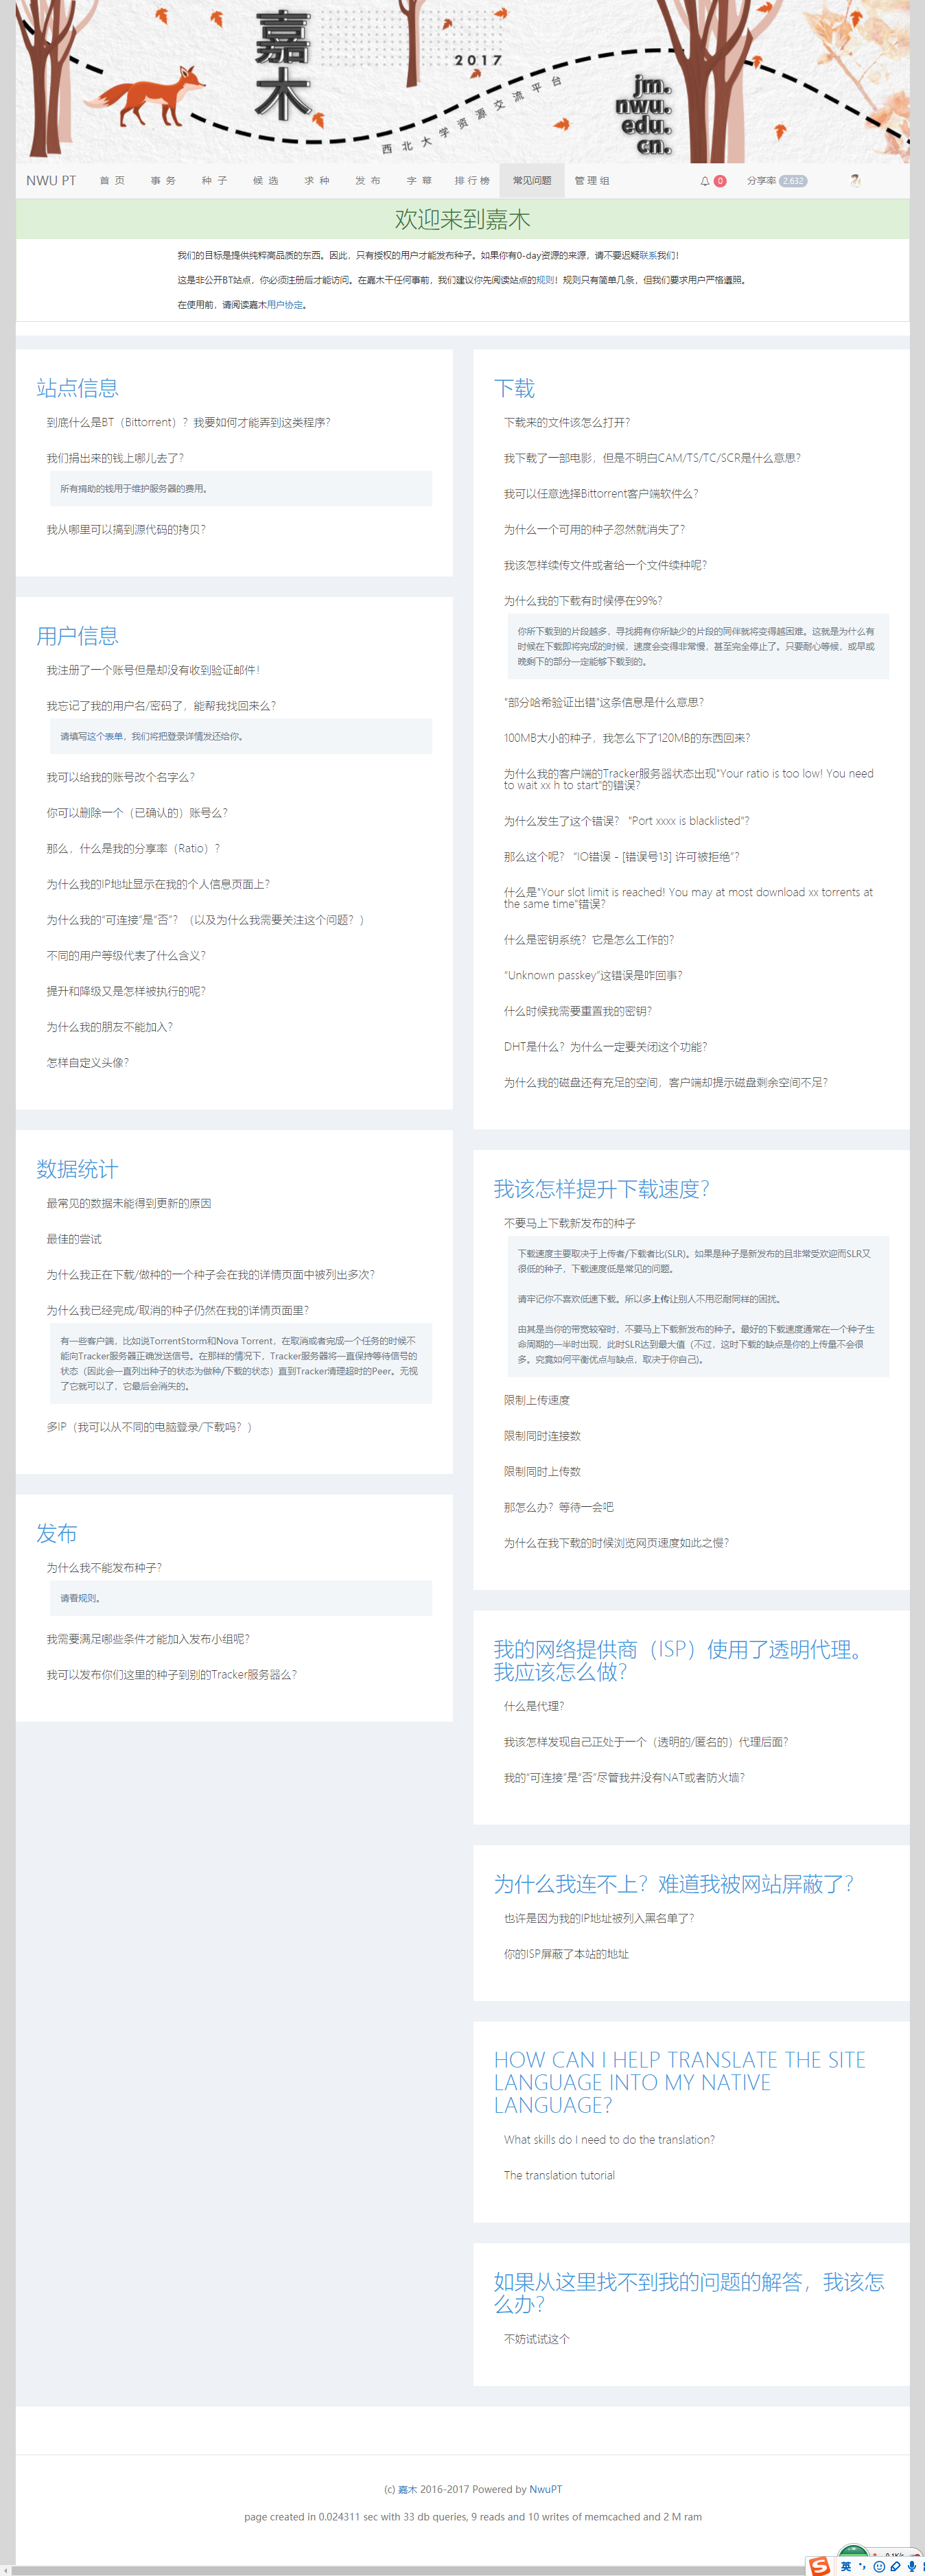 嘉木
2017
西北大学资源交流平台
jm.
nwu.
edu.
cn.
NWU PT 首 页 事 务 种 子 候 选 求 种 发 布 字 幕 排 行 榜 常见问题 管 理 组 0 分享率 2.632
欢迎来到嘉木
我们的目标是提供纯粹高品质的东西。因此，只有授权的用户才能发布种子。如果你有0-day资源的来源，请不要迟疑联系我们！
这是非公开BT站点，你必须注册后才能访问。在嘉木干任何事前，我们建议你先阅读站点的规则！规则只有简单几条，但我们要求用户严格遵照。
在使用前，请阅读嘉木用户协定。
站点信息
到底什么是BT（Bittorrent）？我要如何才能弄到这类程序？
我们捐出来的钱上哪儿去了？
所有捐助的钱用于维护服务器的费用。
我从哪里可以搞到源代码的拷贝？
用户信息
我注册了一个账号但是却没有收到验证邮件！
我忘记了我的用户名/密码了，能帮我找回来么？
请填写这个表单，我们将把登录详情发还给你。
我可以给我的账号改个名字么？
你可以删除一个（已确认的）账号么？
那么，什么是我的分享率（Ratio）？
为什么我的IP地址显示在我的个人信息页面上？
为什么我的“可连接”是“否”？（以及为什么我需要关注这个问题？）
不同的用户等级代表了什么含义？
提升和降级又是怎样被执行的呢？
为什么我的朋友不能加入？
怎样自定义头像？
数据统计
最常见的数据未能得到更新的原因
最佳的尝试
为什么我正在下载/做种的一个种子会在我的详情页面中被列出多次？
为什么我已经完成/取消的种子仍然在我的详情页面里？
有一些客户端，比如说TorrentStorm和Nova Torrent，在取消或者完成一个任务的时候不
能向Tracker服务器正确发送信号。在那样的情况下，Tracker服务器将一直保持等待信号的
状态（因此会一直列出种子的状态为做种/下载的状态）直到Tracker清理超时的Peer。无视
了它就可以了，它最后会消失的。
多IP（我可以从不同的电脑登录/下载吗？）
发布
为什么我不能发布种子？
请看规则。
我需要满足哪些条件才能加入发布小组呢？
我可以发布你们这里的种子到别的Tracker服务器么？
下载
下载来的文件该怎么打开？
我下载了一部电影，但是不明白CAM/TS/TC/SCR是什么意思？
我可以任意选择Bittorrent客户端软件么？
为什么一个可用的种子忽然就消失了？
我该怎样续传文件或者给一个文件续种呢？
为什么我的下载有时候停在99%？
你所下载到的片段越多，寻找拥有你所缺少的片段的同伴就将变得越困难。这就是为什么有
时候在下载即将完成的时候，速度会变得非常慢，甚至完全停止了。只要耐心等候，或早或
晚剩下的部分一定能够下载到的。
"部分哈希验证出错"这条信息是什么意思？
100MB大小的种子，我怎么下了120MB的东西回来？
为什么我的客户端的Tracker服务器状态出现"Your ratio is too low! You need
to wait xx h to start"的错误？
为什么发生了这个错误？ "Port xxxx is blacklisted"?
那么这个呢？ “IO错误 - [错误号13] 许可被拒绝”？
什么是"Your slot limit is reached! You may at most download xx torrents at
the same time"错误？
什么是密钥系统？它是怎么工作的？
“Unknown passkey”这错误是咋回事？
什么时候我需要重置我的密钥？
DHT是什么？为什么一定要关闭这个功能？
为什么我的磁盘还有充足的空间，客户端却提示磁盘剩余空间不足？
我该怎样提升下载速度？
不要马上下载新发布的种子
下载速度主要取决于上传者/下载者比(SLR)。如果是种子是新发布的且非常受欢迎而SLR又
很低的种子，下载速度低是常见的问题。
请牢记你不喜欢低速下载。所以多上传让别人不用忍耐同样的困扰。
由其是当你的带宽较窄时，不要马上下载新发布的种子。最好的下载速度通常在一个种子生
命周期的一半时出现，此时SLR达到最大值（不过，这时下载的缺点是你的上传量不会很
多。究竟如何平衡优点与缺点，取决于你自己)。
限制上传速度
限制同时连接数
限制同时上传数
那怎么办？等待一会吧
为什么在我下载的时候浏览网页速度如此之慢？
我的网络提供商（ISP）使用了透明代理。
我应该怎么做？
什么是代理？
我该怎样发现自己正处于一个（透明的/匿名的）代理后面？
我的“可连接”是“否”尽管我并没有NAT或者防火墙？
为什么我连不上？难道我被网站屏蔽了？
也许是因为我的IP地址被列入黑名单了？
你的ISP屏蔽了本站的地址
HOW CAN I HELP TRANSLATE THE SITE
LANGUAGE INTO MY NATIVE
LANGUAGE?
What skills do I need to do the translation?
The translation tutorial
如果从这里找不到我的问题的解答，我该怎
么办？
不妨试试这个
(c) 嘉木 2016-2017 Powered by NwuPT
page created in 0.024311 sec with 33 db queries, 9 reads and 10 writes of memcached and 2 M ram
英